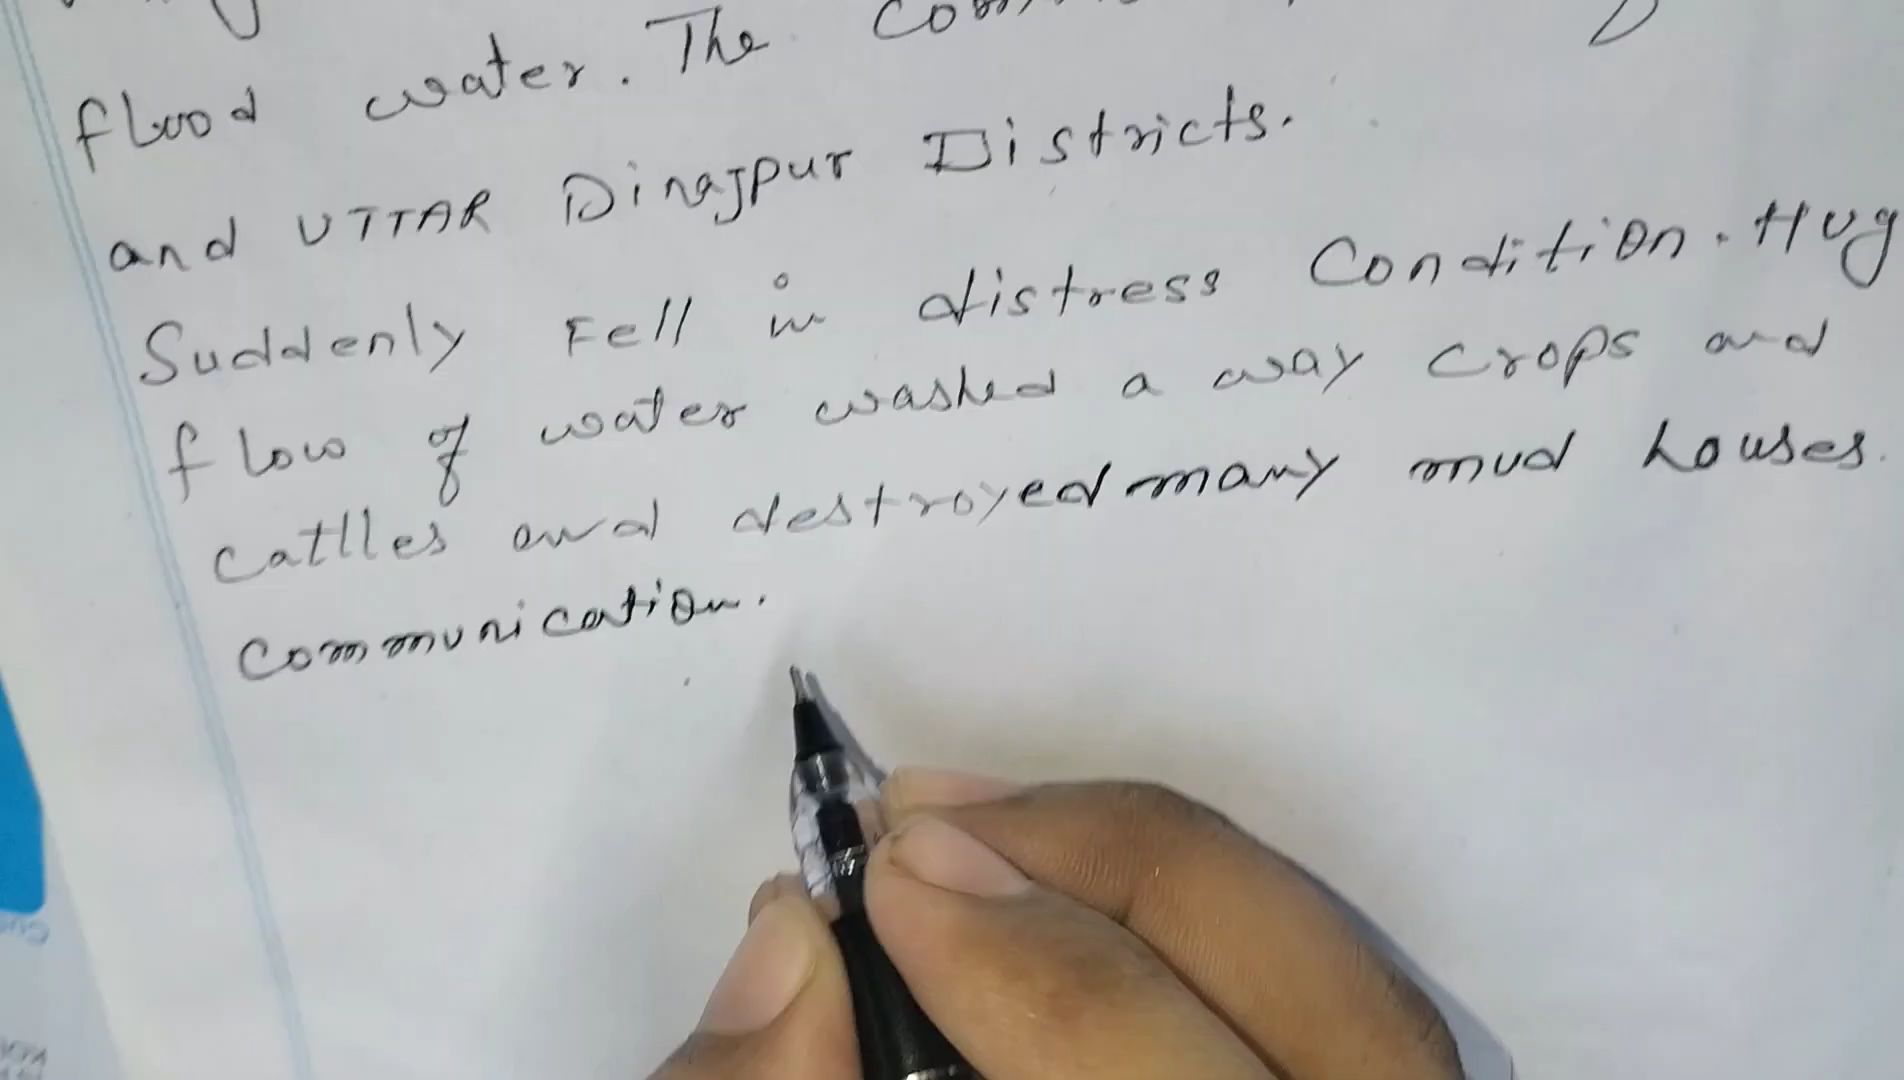 flood water. The
and UTTAR Dinajpur Districts.
Suddenly Fell in distress Condition. Hug
flow of water washed a way crops and
catlles and destroyed many mud houses.
communication.